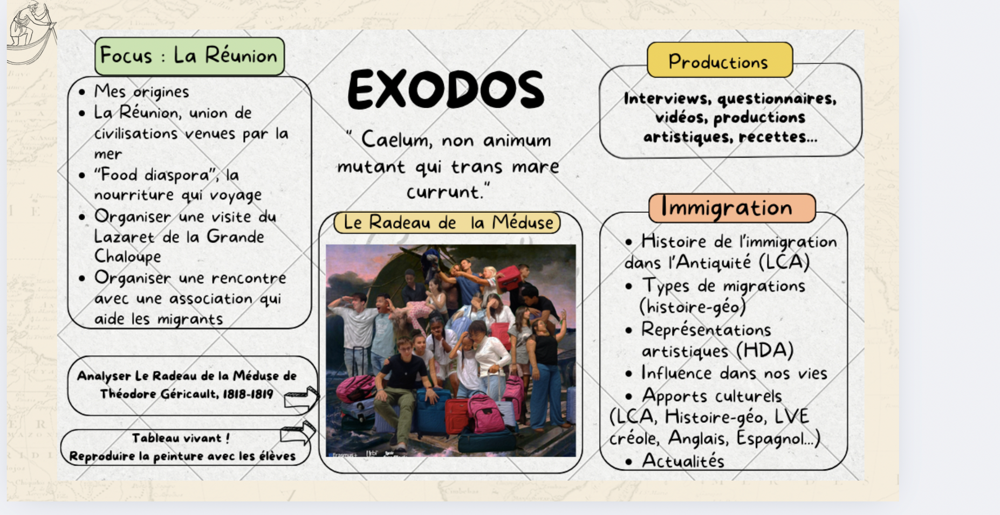 Focus : La Réunion
• Mes origines
• La Réunion, union de
civilisations venues par la
mer
• "Food diaspora", la
nourriture qui voyage
• Organiser une visite du
Lazaret de la Grande
Chaloupe
• Organiser une rencontre
avec une association qui
aide les migrants
Analyser Le Radeau de la Méduse de
Théodore Géricault, 1818-1819
Tableau vivant !
Reproduire la peinture avec les élèves
EXODOS
" Caelum, non animum
mutant qui trans mare
currunt."
Le Radeau de la Méduse
Erasmus+
Productions
Interviews, questionnaires,
vidéos, productions
artistiques, recettes...
Immigration
• Histoire de l'immigration
dans l'Antiquité (LCA)
• Types de migrations
(histoire-géo)
• Représentations
artistiques (HDA)
• Influence dans nos vies
• Apports culturels
(LCA, Histoire-géo, LVE
créole, Anglais, Espagnol...)
• Actualités